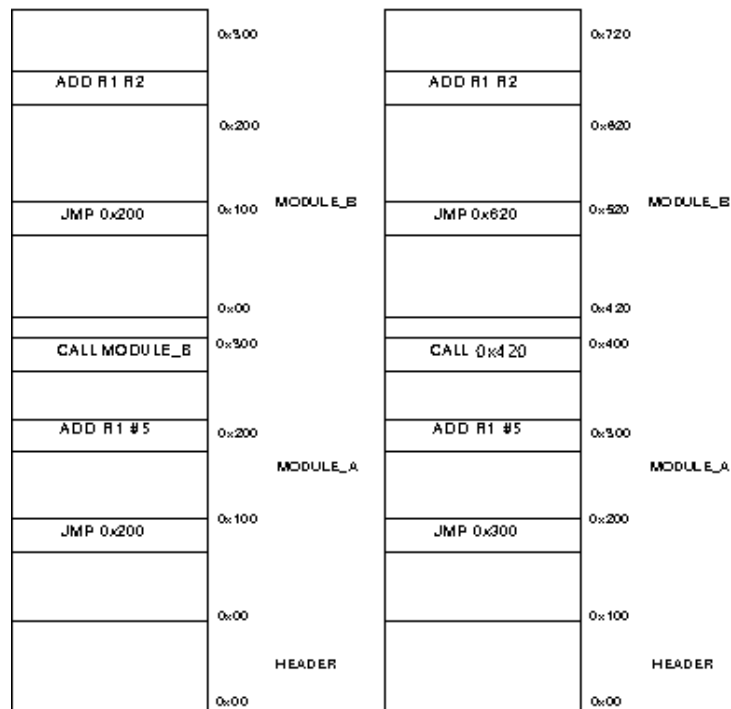 0x300 0x720
ADD R1 R2 ADD R1 R2
0x200 0x620
JMP 0x200 0x100 MODULE_B JMP 0x620 0x520 MODULE_B
0x00 0x420
CALL MODULE_B 0x300 CALL 0x420 0x400
ADD R1 #5 0x200 ADD R1 #5 0x300
MODULE_A MODULE_A
JMP 0x200 0x100 JMP 0x300 0x200
0x00 0x100
HEADER HEADER
0x00 0x00